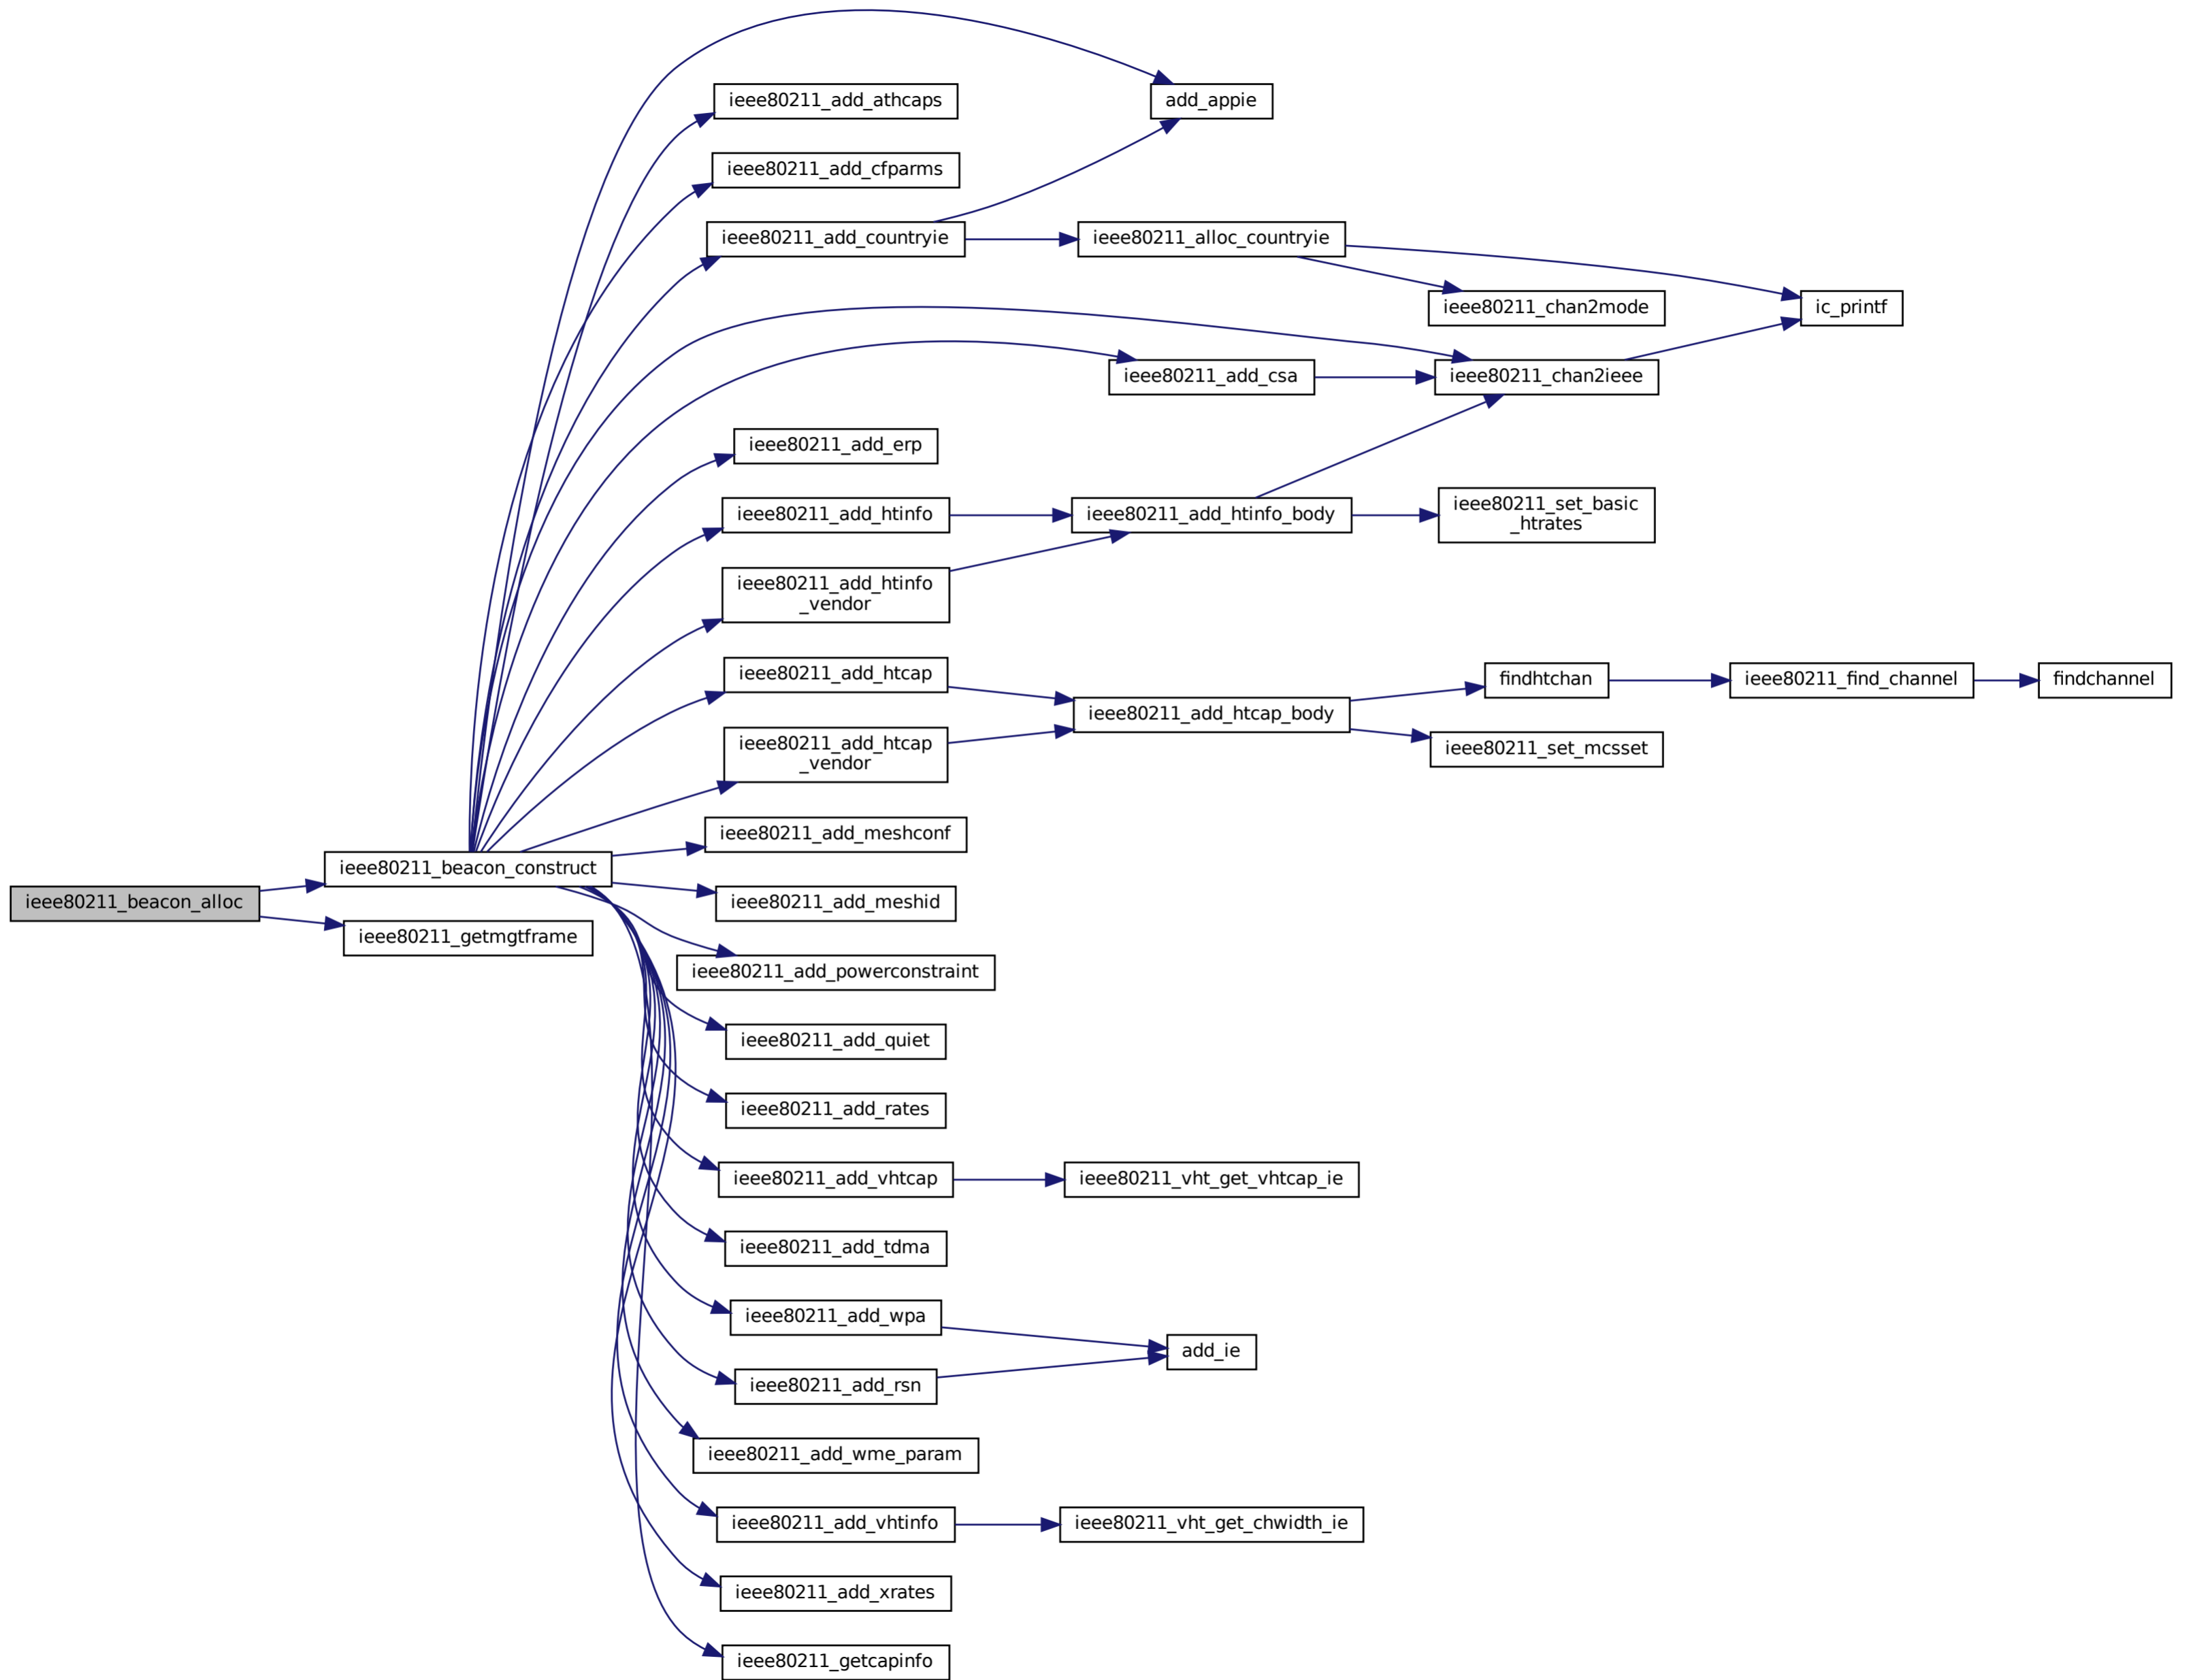 add_appie
ieee80211_add_athcaps
ieee80211_add_cfparms
ieee80211_add_countryie
ieee80211_alloc_countryie
ieee80211_chan2mode
ic_printf
ieee80211_add_csa
ieee80211_chan2ieee
ieee80211_add_erp
ieee80211_add_htinfo
ieee80211_add_htinfo_body
ieee80211_set_basic
_htrates
ieee80211_add_htinfo
_vendor
ieee80211_add_htcap
ieee80211_add_htcap_body
findhtchan
ieee80211_find_channel
findchannel
ieee80211_add_htcap
_vendor
ieee80211_set_mcsset
ieee80211_add_meshconf
ieee80211_beacon_construct
ieee80211_beacon_alloc
ieee80211_add_meshid
ieee80211_getmgtframe
ieee80211_add_powerconstraint
ieee80211_add_quiet
ieee80211_add_rates
ieee80211_add_vhtcap
ieee80211_vht_get_vhtcap_ie
ieee80211_add_tdma
ieee80211_add_wpa
add_ie
ieee80211_add_rsn
ieee80211_add_wme_param
ieee80211_add_vhtinfo
ieee80211_vht_get_chwidth_ie
ieee80211_add_xrates
ieee80211_getcapinfo